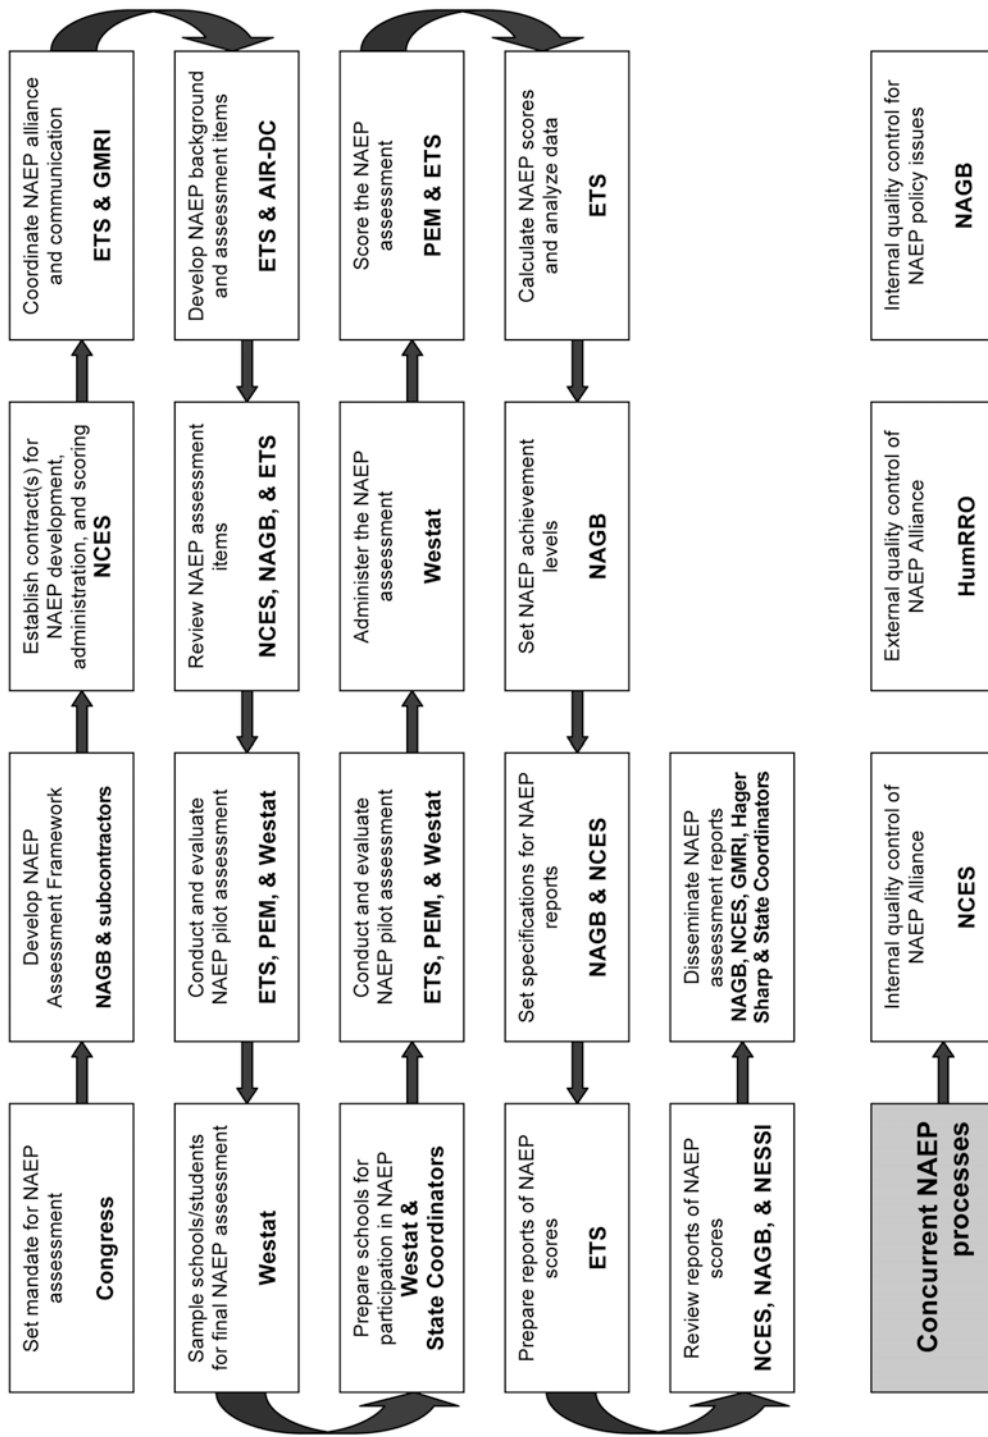 Set mandate for NAEP
assessment
Congress
Develop NAEP
Assessment Framework
NAGB & subcontractors
Establish contract(s) for
NAEP development,
administration, and scoring
NCES
Coordinate NAEP alliance
and communication
ETS & GMRI
Develop NAEP background
and assessment items
ETS & AIR-DC
Review NAEP assessment
items
NCES, NAGB, & ETS
Conduct and evaluate
NAEP pilot assessment
ETS, PEM, & Westat
Sample schools/students
for final NAEP assessment
Westat
Prepare schools for
participation in NAEP
Westat &
State Coordinators
Conduct and evaluate
NAEP pilot assessment
ETS, PEM, & Westat
Administer the NAEP
assessment
Westat
Score the NAEP
assessment
PEM & ETS
Calculate NAEP scores
and analyze data
ETS
Set NAEP achievement
levels
NAGB
Set specifications for NAEP
reports
NAGB & NCES
Prepare reports of NAEP
scores
ETS
Review reports of NAEP
scores
NCES, NAGB, & NESSI
Disseminate NAEP
assessment reports
NAGB, NCES, GMRI, Hager
Sharp & State Coordinators
Concurrent NAEP
processes
Internal quality control of
NAEP Alliance
NCES
External quality control of
NAEP Alliance
HumRRO
Internal quality control for
NAEP policy issues
NAGB